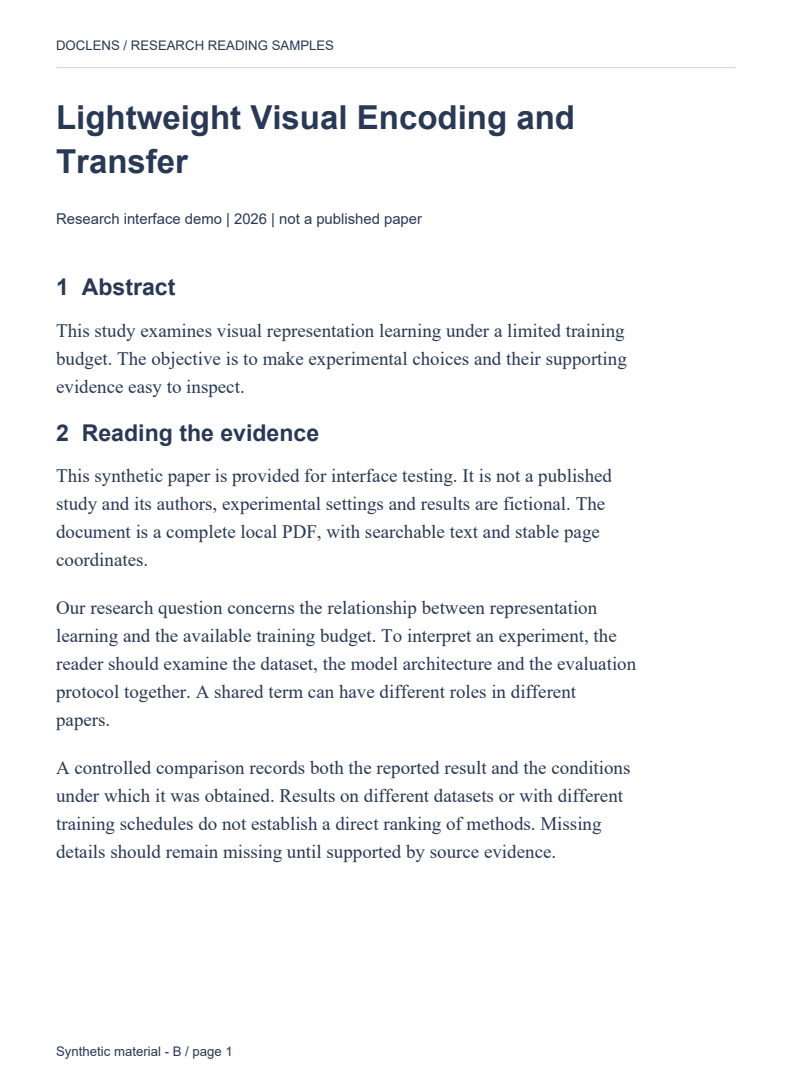 DOCLENS / RESEARCH READING SAMPLES
Lightweight Visual Encoding and
Transfer
Research interface demo | 2026 | not a published paper
1 Abstract
This study examines visual representation learning under a limited training
budget. The objective is to make experimental choices and their supporting
evidence easy to inspect.
2 Reading the evidence
This synthetic paper is provided for interface testing. It is not a published
study and its authors, experimental settings and results are fictional. The
document is a complete local PDF, with searchable text and stable page
coordinates.
Our research question concerns the relationship between representation
learning and the available training budget. To interpret an experiment, the
reader should examine the dataset, the model architecture and the evaluation
protocol together. A shared term can have different roles in different
papers.
A controlled comparison records both the reported result and the conditions
under which it was obtained. Results on different datasets or with different
training schedules do not establish a direct ranking of methods. Missing
details should remain missing until supported by source evidence.
Synthetic material - B / page 1